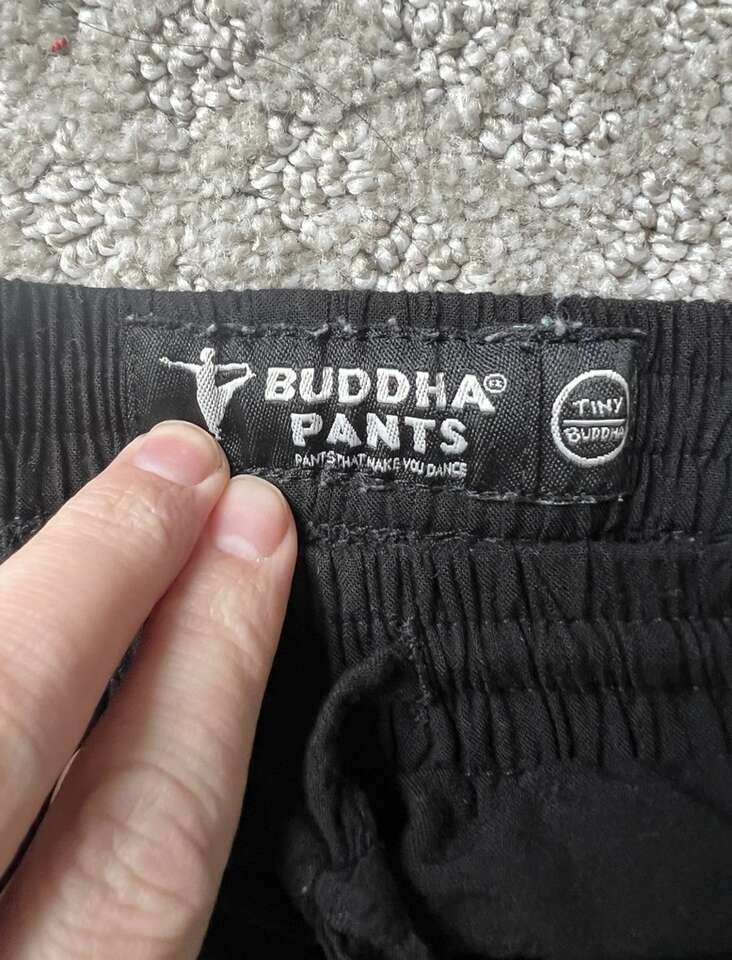 BUDDHA
PANTS
PANTS THAT MAKE YOU DANCE
TINY
BUDDHA